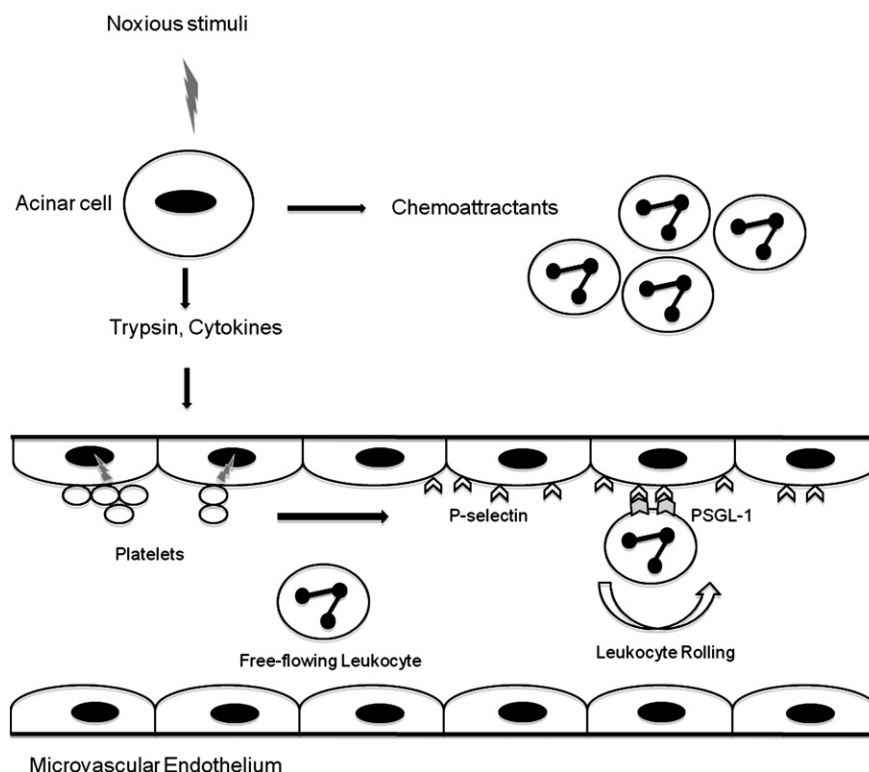 Noxious stimuli
Acinar cell
Chemoattractants
Trypsin, Cytokines
P-selectin
PSGL-1
Platelets
Free-flowing Leukocyte
Leukocyte Rolling
Microvascular Endothelium